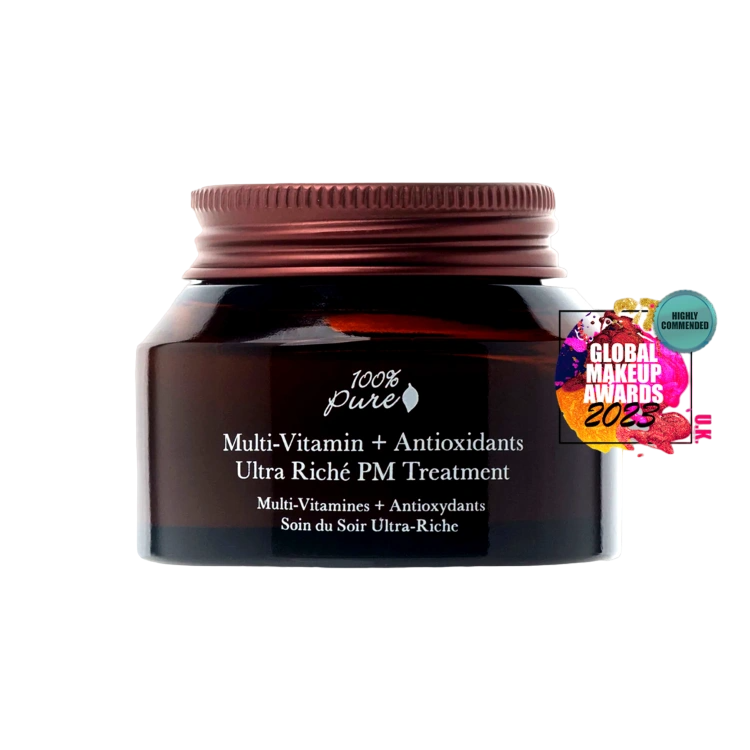 100%
Pure
Multi-Vitamin + Antioxidants
Ultra Riché PM Treatment
Multi-Vitamines + Antioxydants
Soin du Soir Ultra-Riche
HIGHLY
COMMENDED
GLOBAL
MAKEUP
AWARDS
2023
U.K.